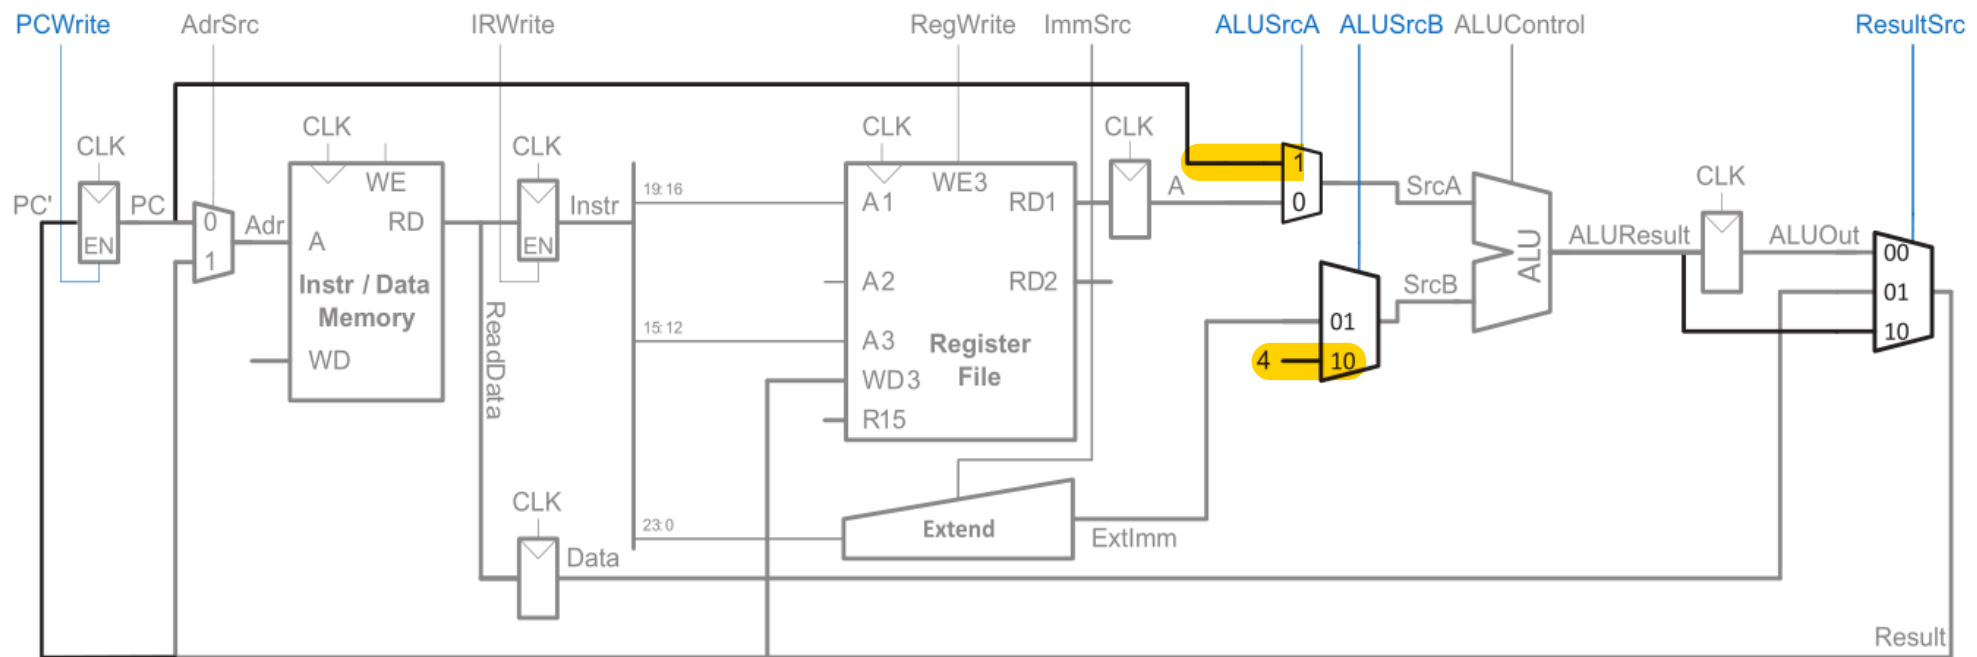 PCWrite AdrSrc IRWrite RegWrite ImmSrc ALUSrcA ALUSrcB ALUControl ResultSrc
CLK CLK CLK
CLK CLK
CLK
WE WE3
1
PC' PC 0 Adr RD Instr 19:16 A1 RD1 A 0 SrcA
EN 1 A EN ALUResult ALUOut 00
Instr / Data Memory
A2 RD2 SrcB ALU 01
ReadData 15:12 A3 Register File 01 10
WD 4 10
WD3
R15
CLK
23:0 Extend ExtImm
Data
Result